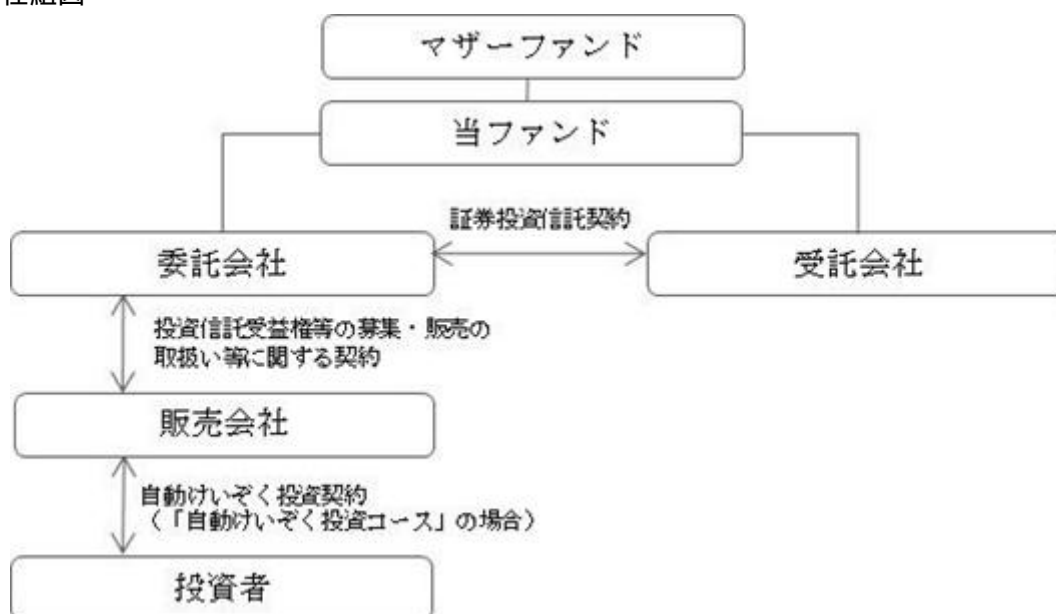 マザーファンド
当ファンド
証券投資信託契約
委託会社
受託会社
投資信託受益権等の募集・販売の
取扱い等に関する契約
販売会社
自動けいぞく投資契約
（「自動けいぞく投資コース」の場合）
投資者